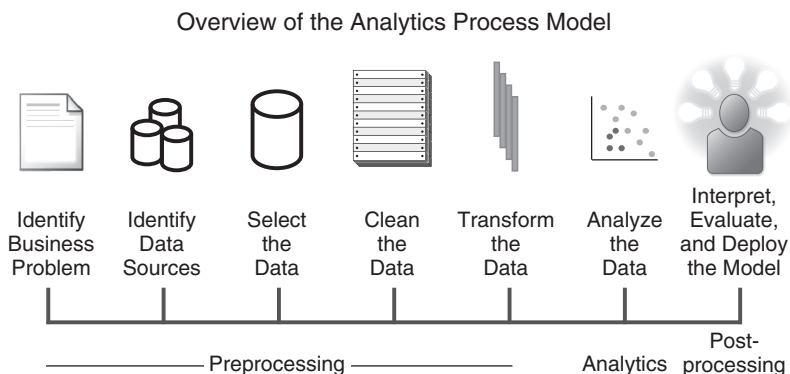 Overview of the Analytics Process Model
Identify
Business
Problem
Identify
Data
Sources
Select
the
Data
Clean
the
Data
Transform
the
Data
Analyze
the
Data
Interpret,
Evaluate,
and Deploy
the Model
Preprocessing
Analytics
Post-
processing